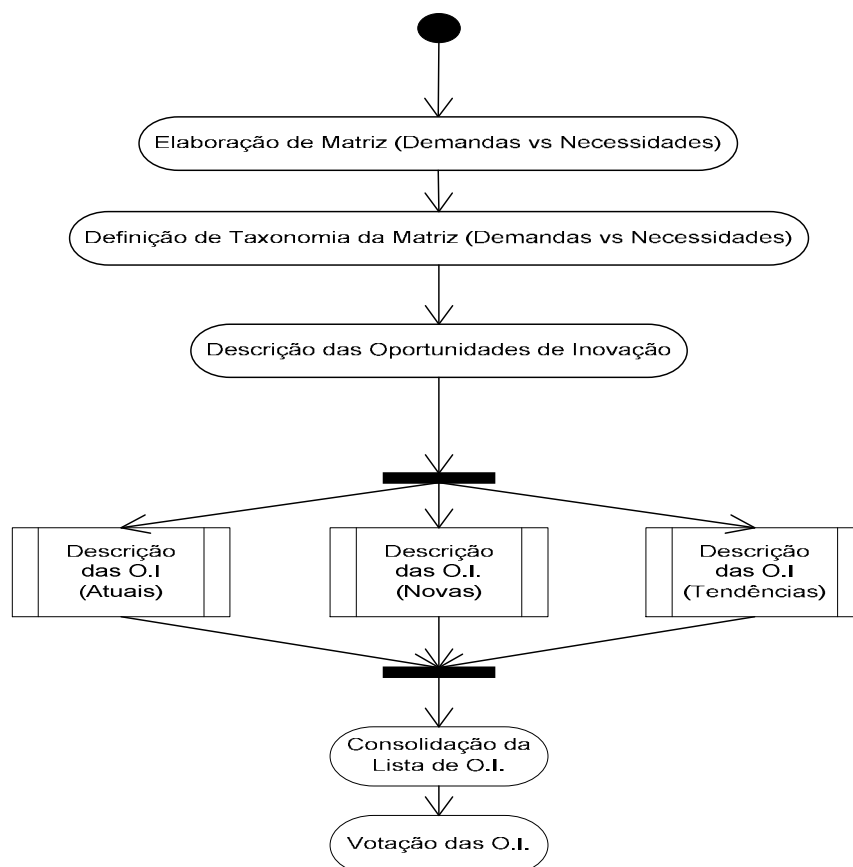 Elaboração de Matriz (Demandas vs Necessidades)
Definição de Taxonomia da Matriz (Demandas vs Necessidades)
Descrição das Oportunidades de Inovação
Descrição
das O.I
(Atuais)
Descrição
das O.I.
(Novas)
Descrição
das O.I
(Tendências)
Consolidação da
Lista de O.I.
Votação das O.I.